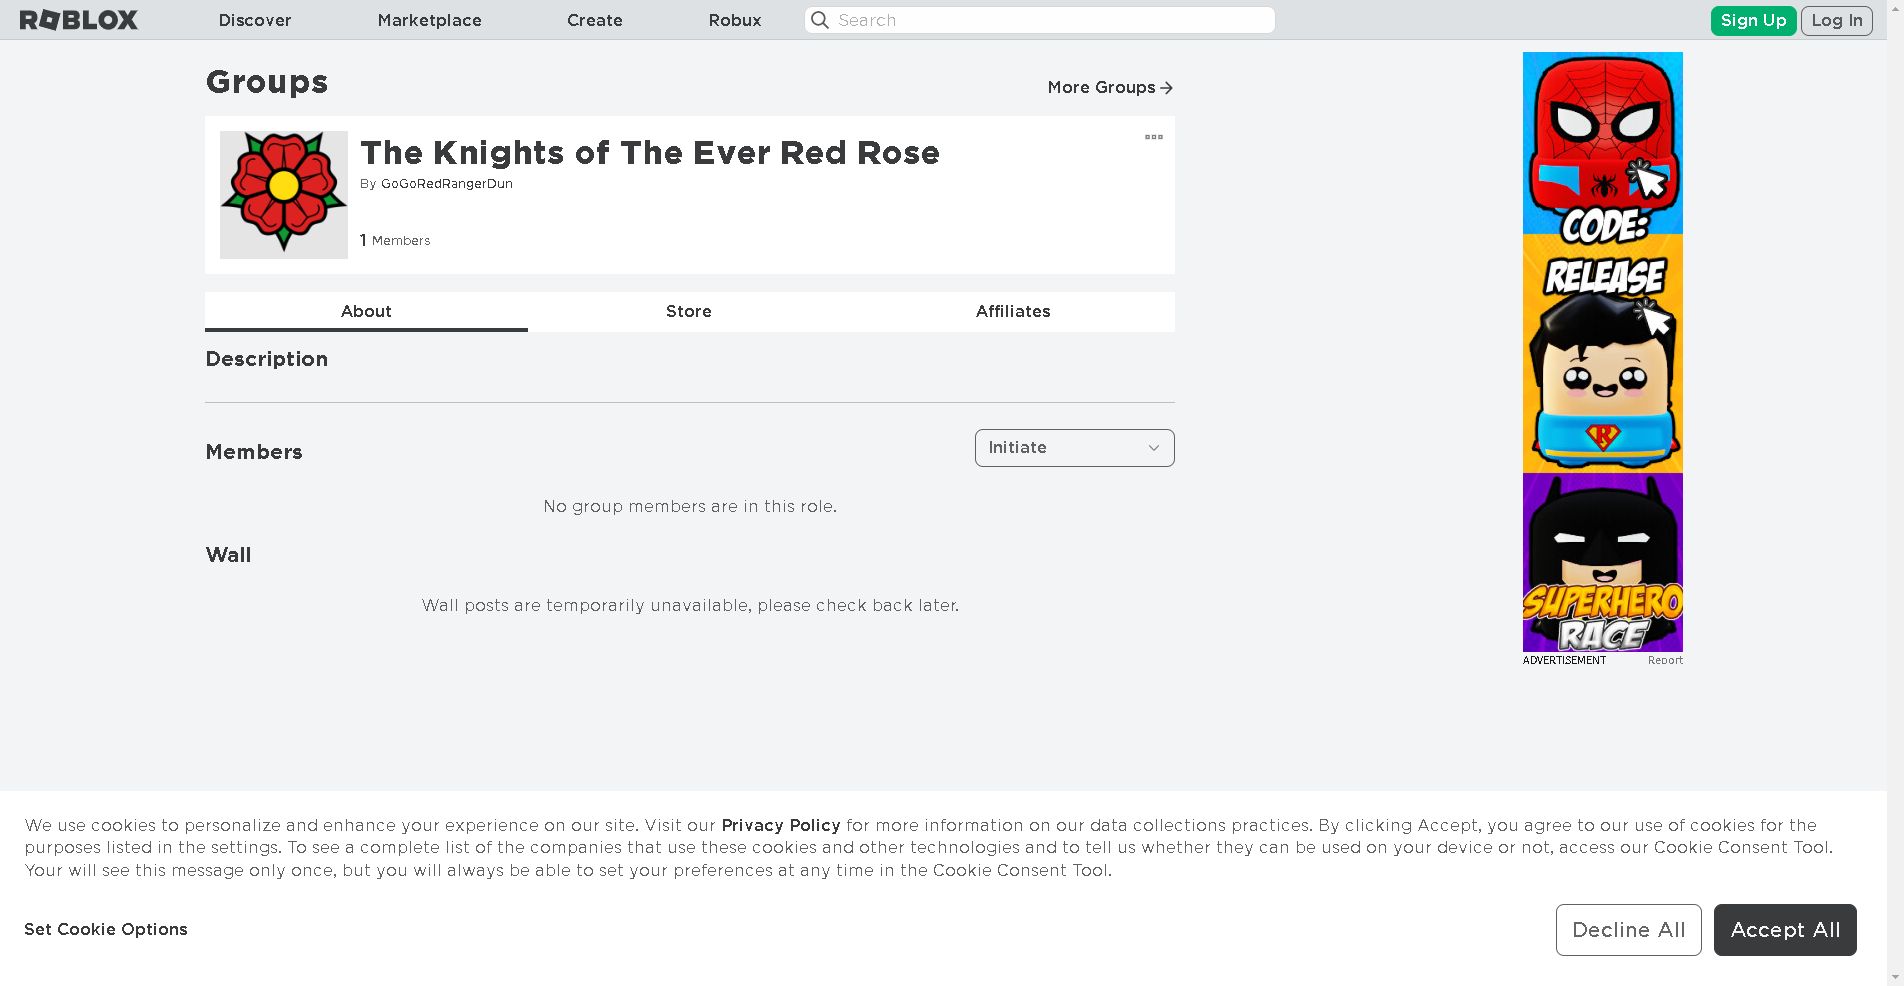 ROBLOX
Discover
Marketplace
Create
Robux
Search
Sign Up
Log In
Groups
More Groups
The Knights of The Ever Red Rose
By GoGoRedRangerDun
1 Members
About
Store
Affiliates
Description
Members
Initiate
No group members are in this role.
Wall
Wall posts are temporarily unavailable, please check back later.
CODE:
RELEASE
R
SUPERHERO
RACE
ADVERTISEMENT
Report
We use cookies to personalize and enhance your experience on our site. Visit our Privacy Policy for more information on our data collections practices. By clicking Accept, you agree to our use of cookies for the
purposes listed in the settings. To see a complete list of the companies that use these cookies and other technologies and to tell us whether they can be used on your device or not, access our Cookie Consent Tool.
Your will see this message only once, but you will always be able to set your preferences at any time in the Cookie Consent Tool.
Set Cookie Options
Decline All
Accept All